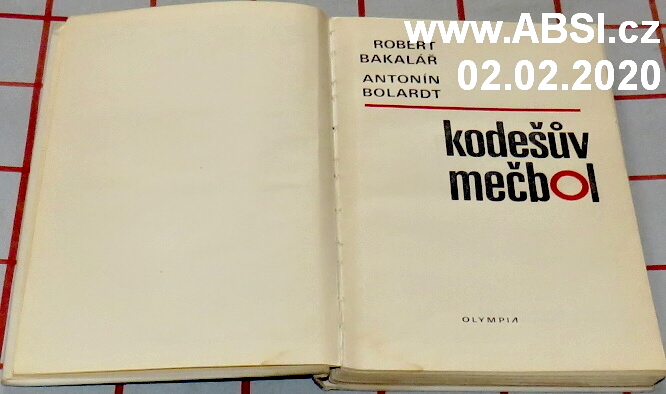 www.ABSI.cz
02.02.2020
ROBERT
BAKALÁŘ
ANTONÍN
BOLARDT
kodešův
mečbol
OLYMPIA